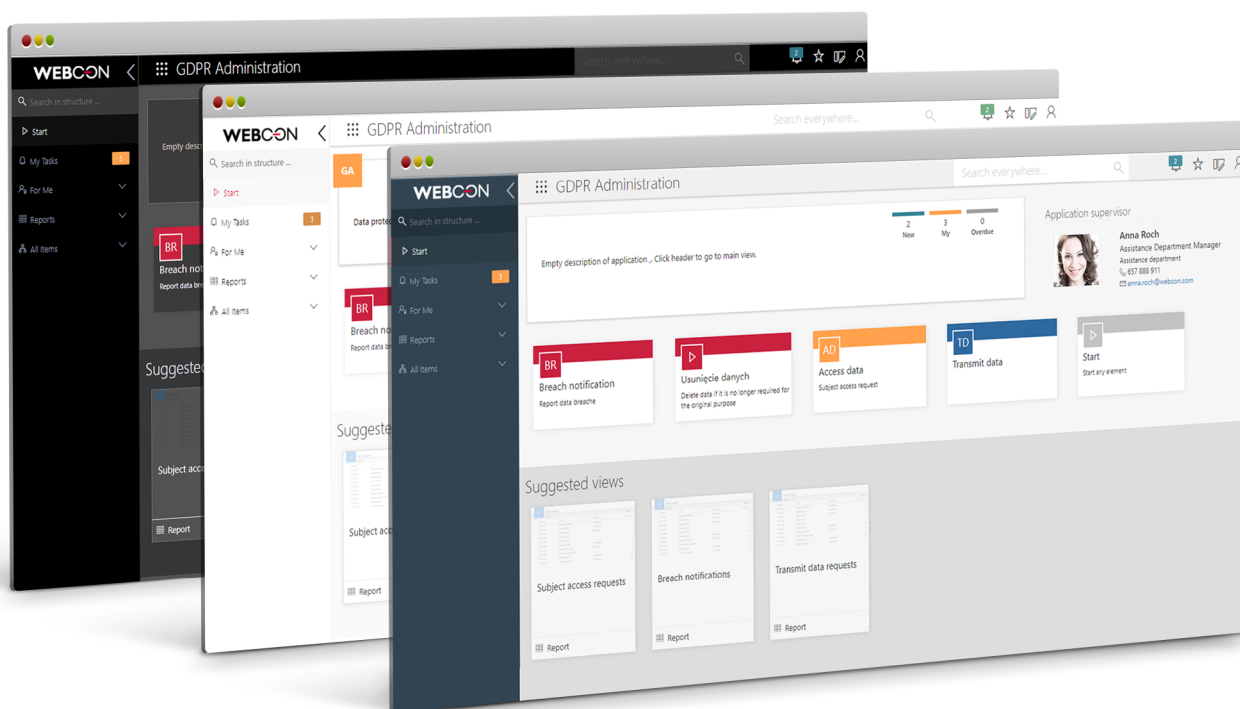 WEBCON
GDPR Administration
Search everywhere...
2
Search in structure ...
Start
My Tasks
3
For Me
Reports
All Items
Empty descr
BR
Breach not
Report data bre
Suggested
Subject acce
Report
WEBCON
GDPR Administration
Search everywhere...
2
Search in structure ...
Start
My Tasks
3
For Me
Reports
All Items
GA
Data protec
BR
Breach no
Report data br
Suggeste
Subject acc
Report
WEBCON
GDPR Administration
Search everywhere...
2
Search in structure ...
Start
My Tasks
3
For Me
Reports
All Items
Empty description of application ,. Click header to go to main view.
2
New
3
My
0
Overdue
Application supervisor
Anna Roch
Assistance Department Manager
Assistance department
657 888 911
anna.roch@webcon.com
BR
Breach notification
Report data breache
Usunięcie danych
Delete data if it is no longer required for
the original purpose
AD
Access data
Subject access request
TD
Transmit data
Start
Start any element
Suggested views
Subject access requests
Report
Breach notifications
Report
Transmit data requests
Report